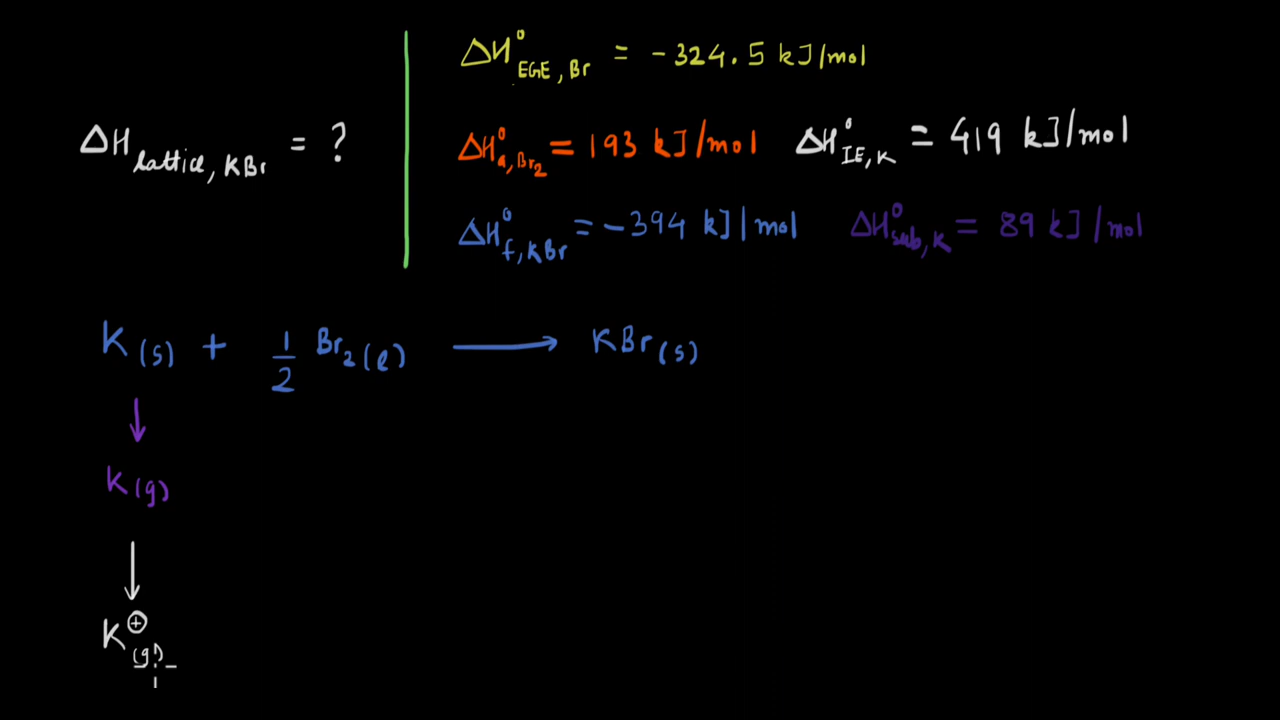 ΔH°EGE, Br = -324.5 kJ/mol
ΔHlattice, KBr = ?
ΔH°a, Br₂ = 193 kJ/mol ΔH°IE, K = 419 kJ/mol
ΔH°f, KBr = -394 kJ/mol ΔH°sub, K = 89 kJ/mol
K(s) + 1/2 Br₂(l) → KBr(s)
↓
K(g)
↓
K⊕(g)